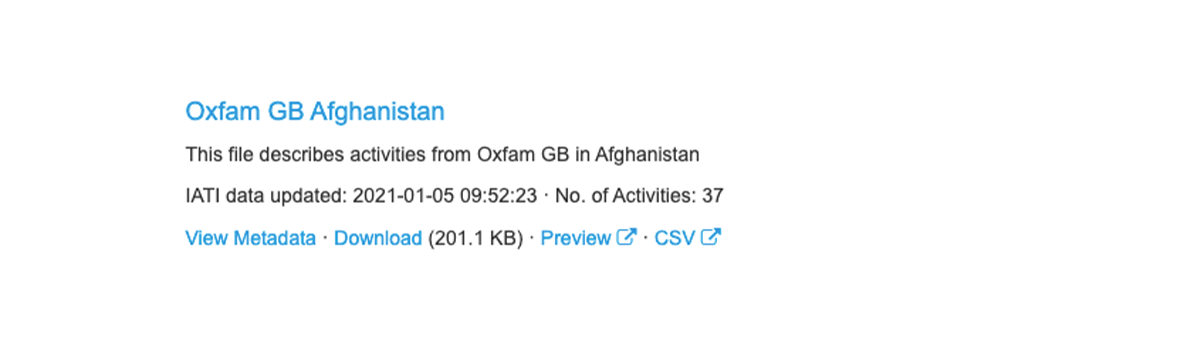 Oxfam GB Afghanistan
This file describes activities from Oxfam GB in Afghanistan
IATI data updated: 2021-01-05 09:52:23 · No. of Activities: 37
View Metadata · Download (201.1 KB) · Preview · CSV